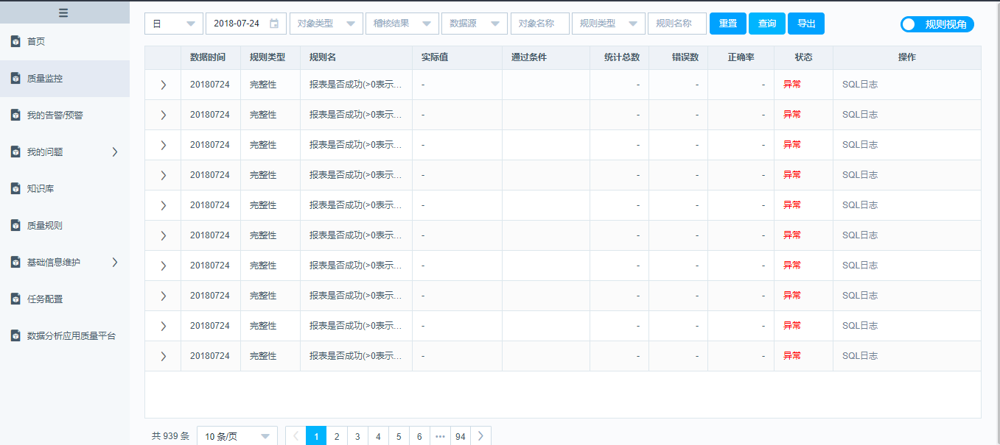 首页
质量监控
我的告警/预警
我的问题
知识库
质量规则
基础信息维护
任务配置
数据分析应用质量平台
日 2018-07-24 对象类型 稽核结果 数据源 对象名称 规则类型 规则名称 重置 查询 导出 规则视角
数据时间 规则类型 规则名 实际值 通过条件 统计总数 错误数 正确率 状态 操作
20180724 完整性 报表是否成功(>0表示... - - - - 异常 SQL日志
20180724 完整性 报表是否成功(>0表示... - - - - 异常 SQL日志
20180724 完整性 报表是否成功(>0表示... - - - - 异常 SQL日志
20180724 完整性 报表是否成功(>0表示... - - - - 异常 SQL日志
20180724 完整性 报表是否成功(>0表示... - - - - 异常 SQL日志
20180724 完整性 报表是否成功(>0表示... - - - - 异常 SQL日志
20180724 完整性 报表是否成功(>0表示... - - - - 异常 SQL日志
20180724 完整性 报表是否成功(>0表示... - - - - 异常 SQL日志
20180724 完整性 报表是否成功(>0表示... - - - - 异常 SQL日志
20180724 完整性 报表是否成功(>0表示... - - - - 异常 SQL日志
共 939 条 10 条/页 1 2 3 4 5 6 ••• 94